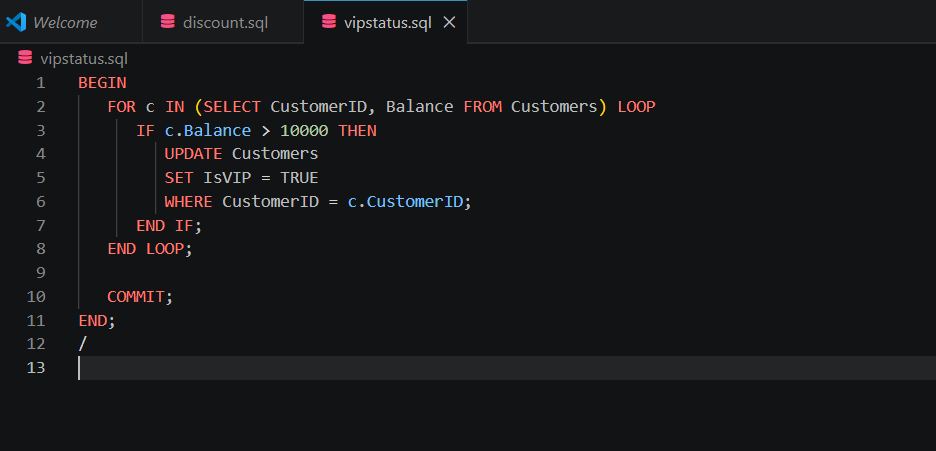 Welcome discount.sql vipstatus.sql
vipstatus.sql
1 BEGIN
2 FOR c IN (SELECT CustomerID, Balance FROM Customers) LOOP
3 IF c.Balance > 10000 THEN
4 UPDATE Customers
5 SET IsVIP = TRUE
6 WHERE CustomerID = c.CustomerID;
7 END IF;
8 END LOOP;
9
10 COMMIT;
11 END;
12 /
13